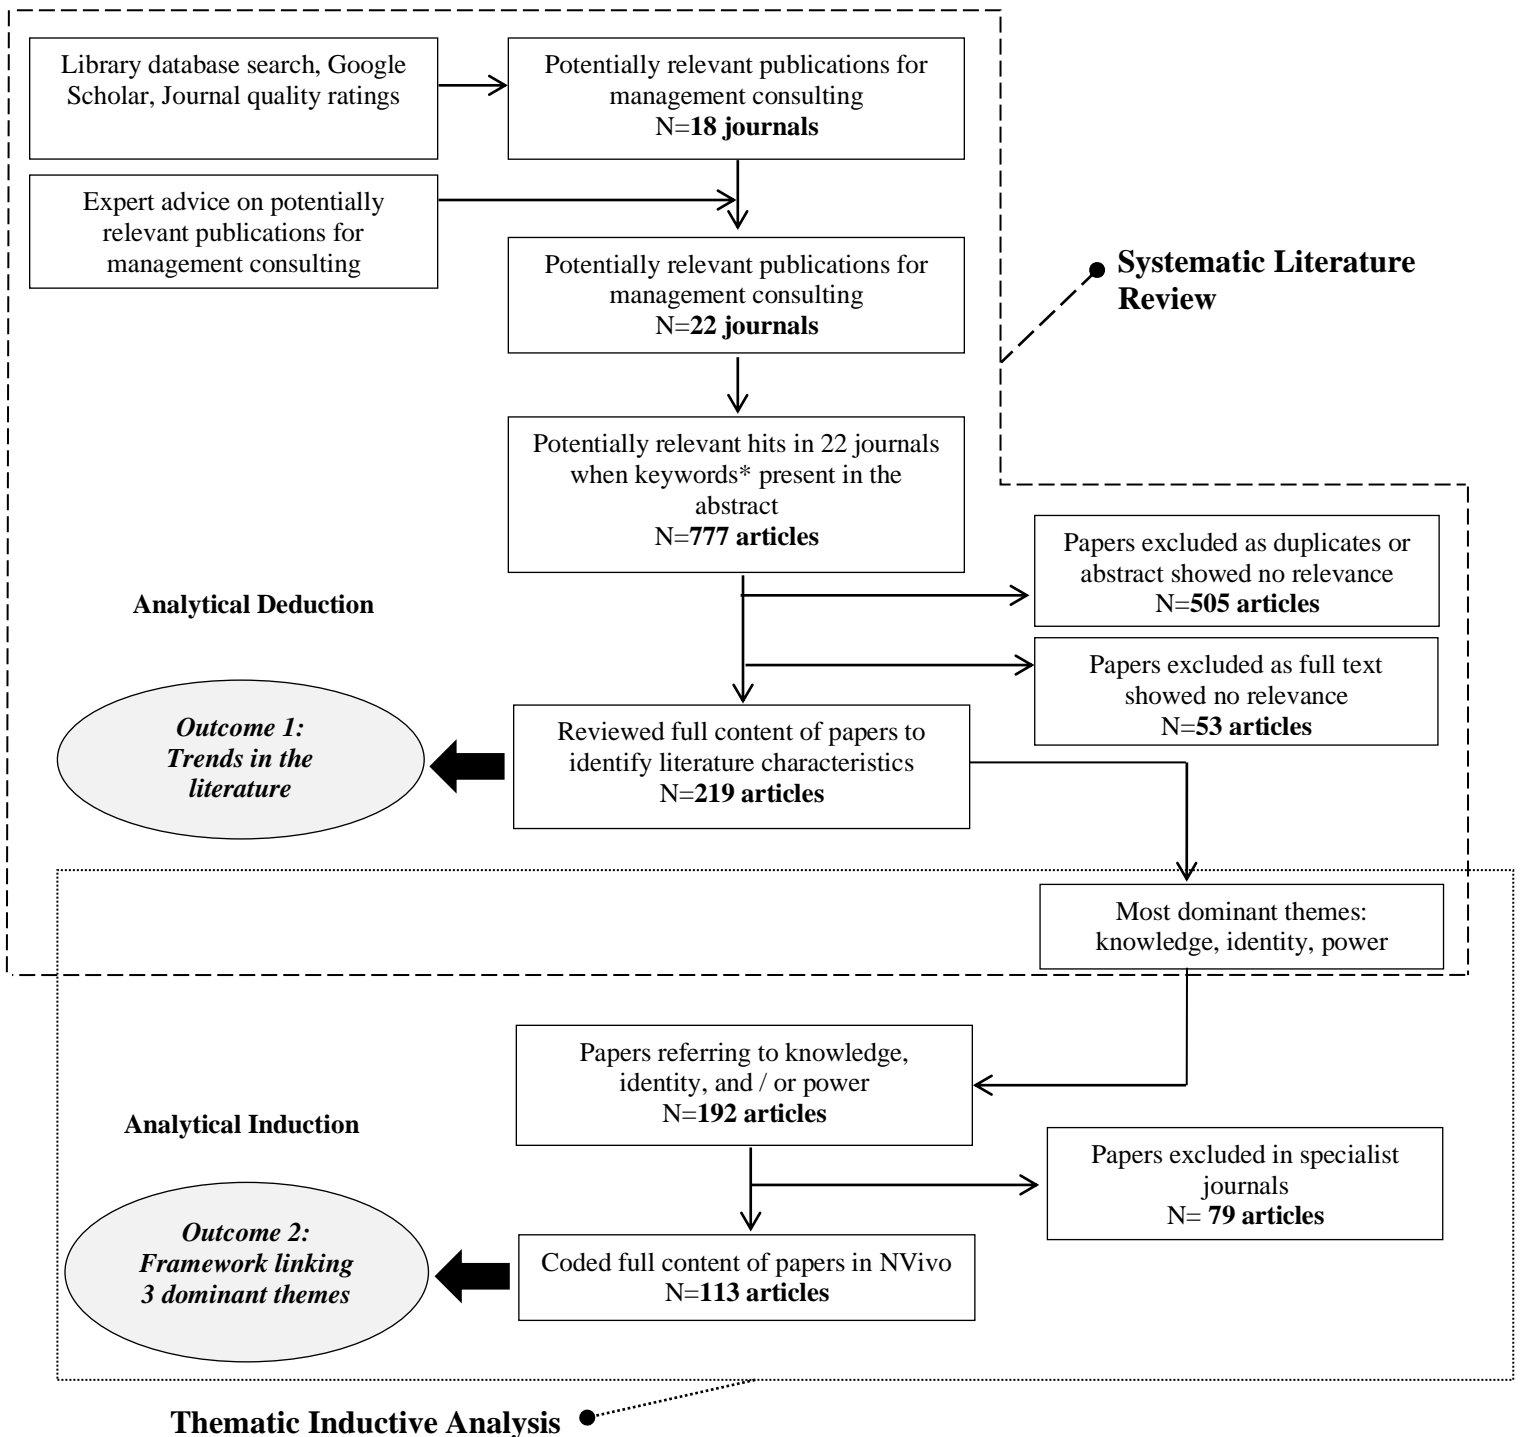 Library database search, Google
Scholar, Journal quality ratings
Potentially relevant publications for
management consulting
N=18 journals
Expert advice on potentially
relevant publications for
management consulting
Potentially relevant publications for
management consulting
N=22 journals
Systematic Literature
Review
Potentially relevant hits in 22 journals
when keywords* present in the
abstract
N=777 articles
Papers excluded as duplicates or
abstract showed no relevance
N=505 articles
Analytical Deduction
Papers excluded as full text
showed no relevance
N=53 articles
Outcome 1:
Trends in the
literature
Reviewed full content of papers to
identify literature characteristics
N=219 articles
Most dominant themes:
knowledge, identity, power
Papers referring to knowledge,
identity, and / or power
N=192 articles
Analytical Induction
Papers excluded in specialist
journals
N= 79 articles
Outcome 2:
Framework linking
3 dominant themes
Coded full content of papers in NVivo
N=113 articles
Thematic Inductive Analysis